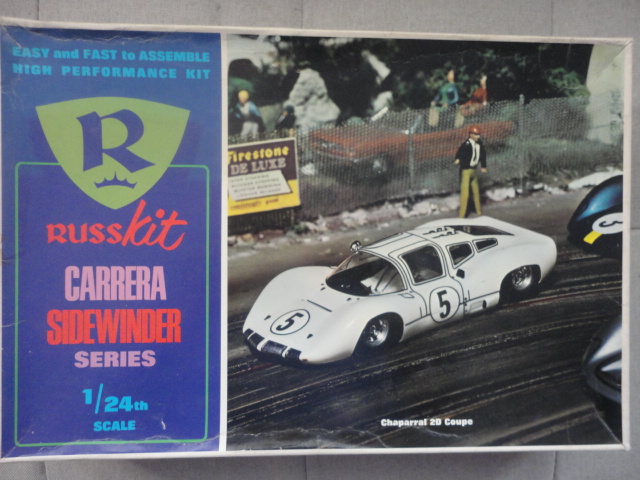 EASY and FAST to ASSEMBLE
HIGH PERFORMANCE KIT
R
RUSSkit
CARRERA
SIDEWINDER
SERIES
1/24th
SCALE
Firestone
DE LUXE
5
5
5
Chaparral 2D Coupe